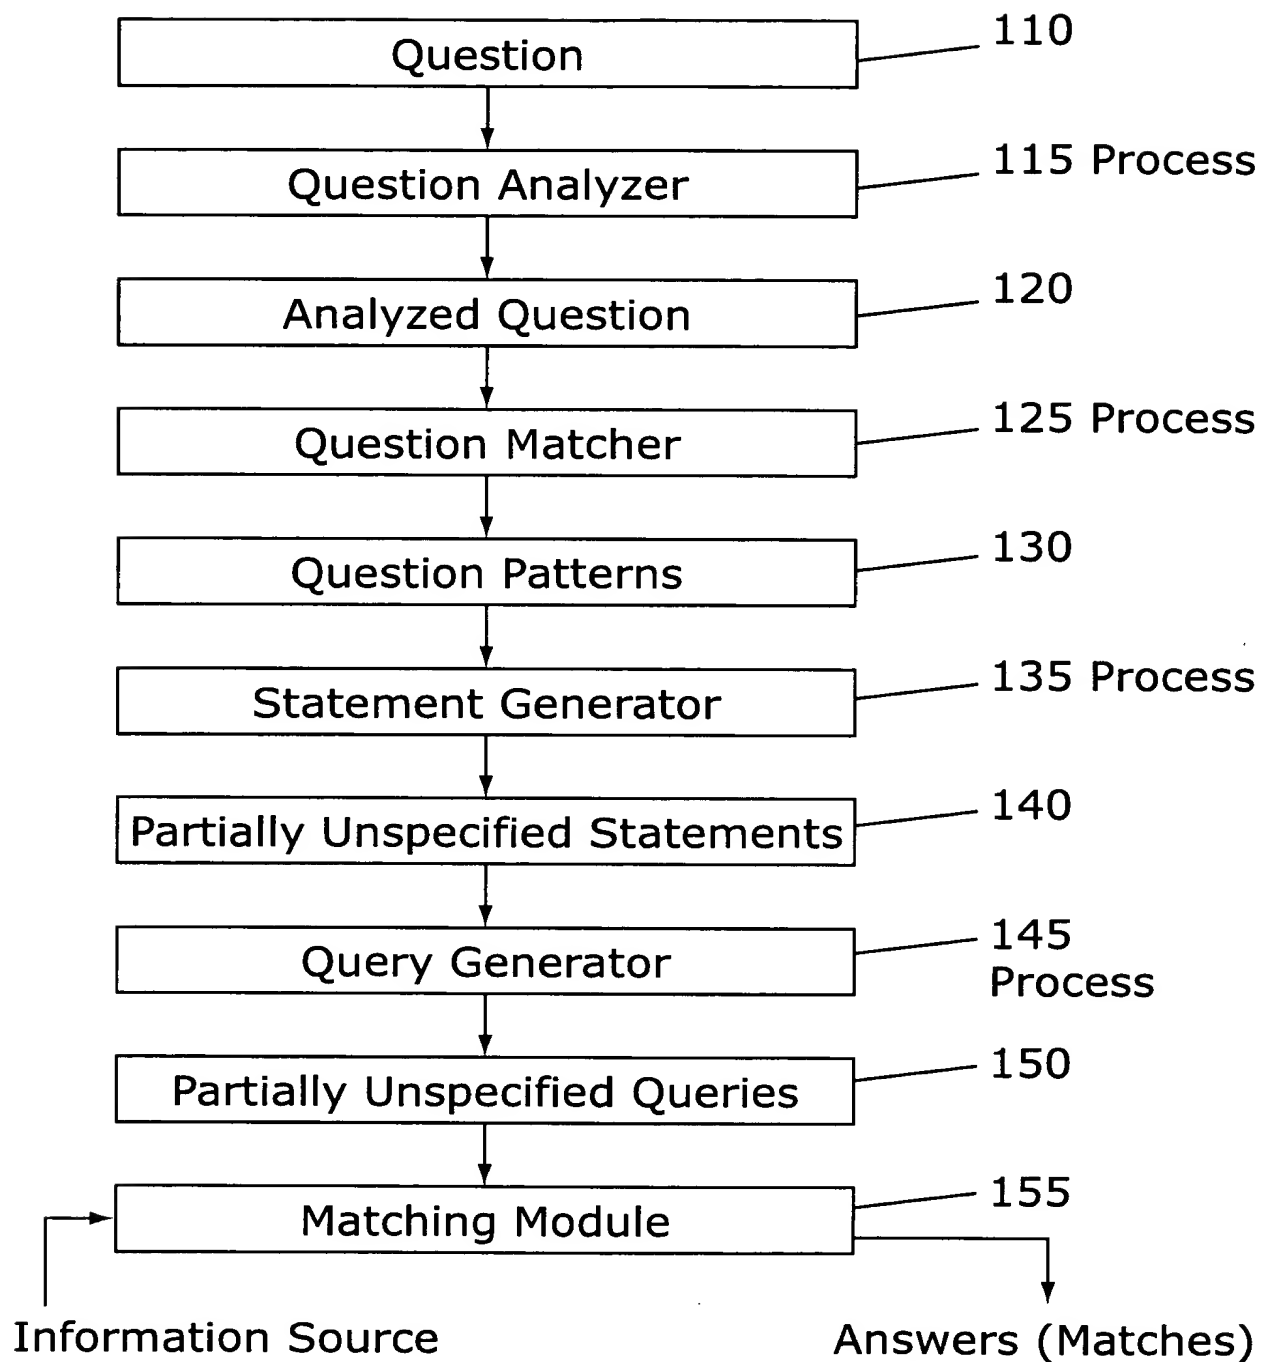 Question
110
Question Analyzer
115 Process
Analyzed Question
120
Question Matcher
125 Process
Question Patterns
130
Statement Generator
135 Process
Partially Unspecified Statements
140
Query Generator
145
Process
Partially Unspecified Queries
150
Matching Module
155
Information Source
Answers (Matches)